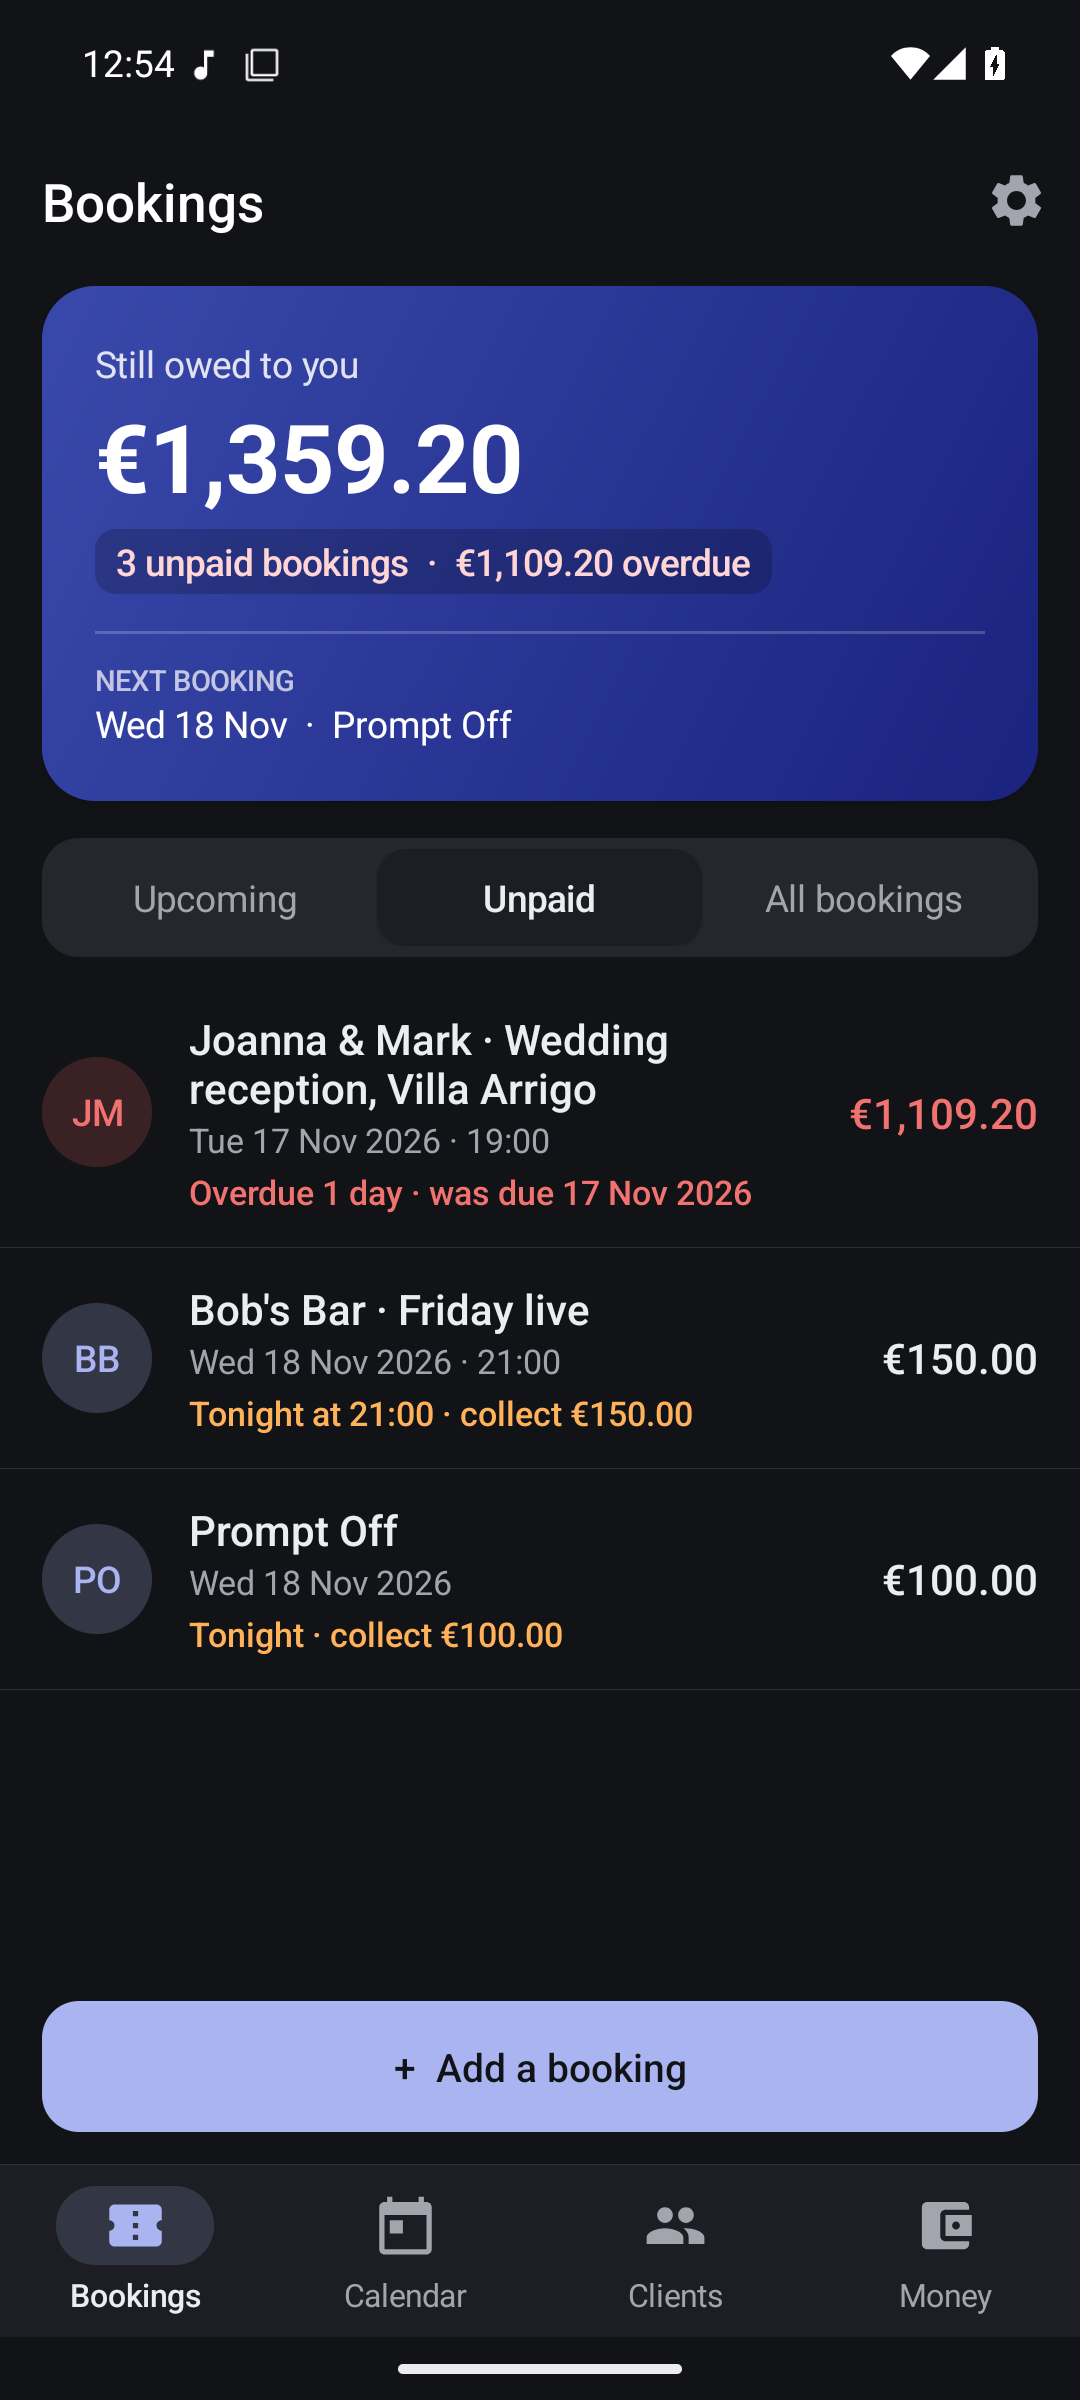 12:54
Bookings
Still owed to you
€1,359.20
3 unpaid bookings · €1,109.20 overdue
NEXT BOOKING
Wed 18 Nov · Prompt Off
Upcoming
Unpaid
All bookings
JM
Joanna & Mark · Wedding
reception, Villa Arrigo
Tue 17 Nov 2026 · 19:00
Overdue 1 day · was due 17 Nov 2026
€1,109.20
BB
Bob's Bar · Friday live
Wed 18 Nov 2026 · 21:00
Tonight at 21:00 · collect €150.00
€150.00
PO
Prompt Off
Wed 18 Nov 2026
Tonight · collect €100.00
€100.00
+ Add a booking
Bookings
Calendar
Clients
Money